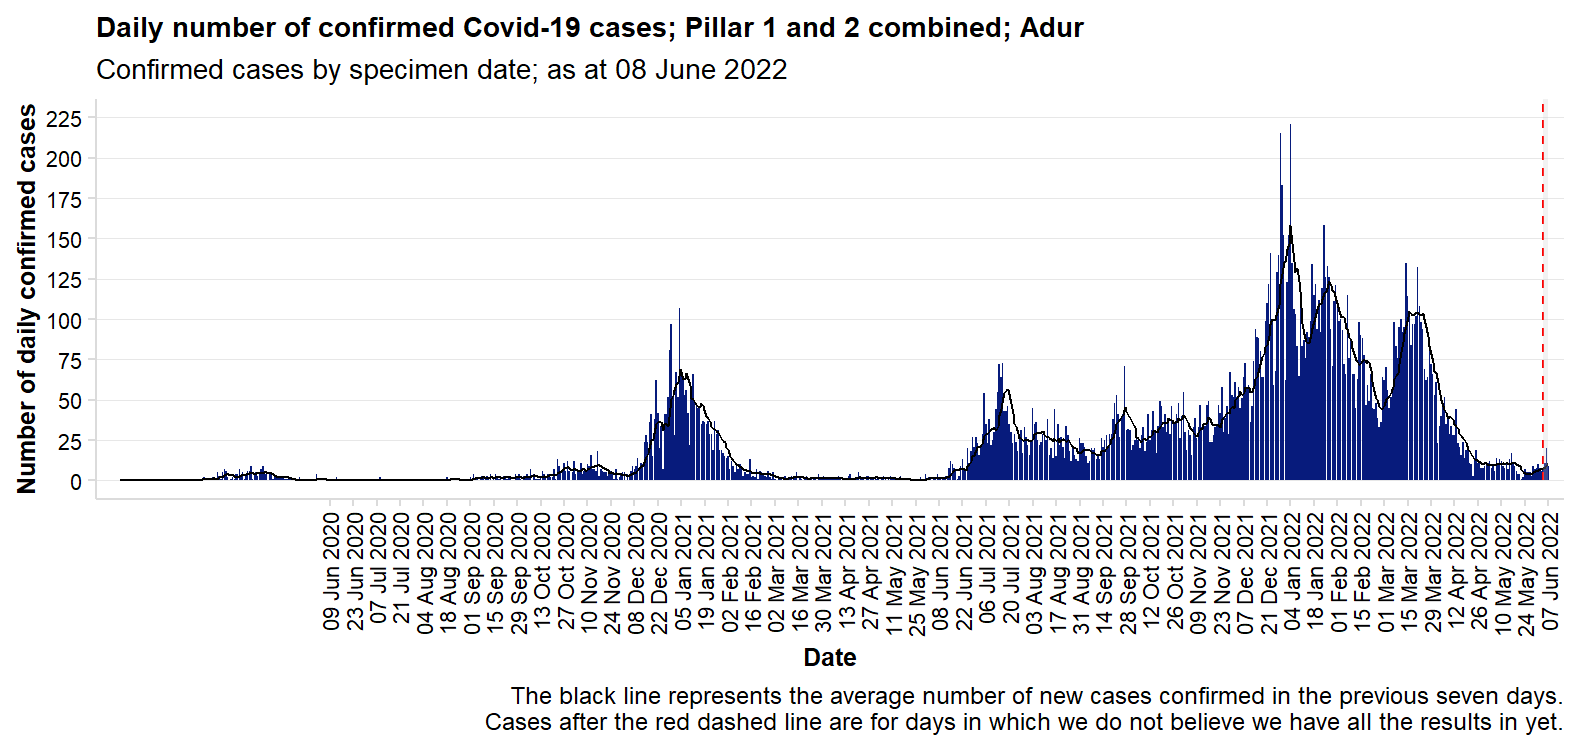 Daily number of confirmed Covid-19 cases; Pillar 1 and 2 combined; Adur
Confirmed cases by specimen date; as at 08 June 2022
Number of daily confirmed cases
225
200
175
150
125
100
75
50
25
0
09 Jun 2020
23 Jun 2020
07 Jul 2020
21 Jul 2020
04 Aug 2020
18 Aug 2020
01 Sep 2020
15 Sep 2020
29 Sep 2020
13 Oct 2020
27 Oct 2020
10 Nov 2020
24 Nov 2020
08 Dec 2020
22 Dec 2020
05 Jan 2021
19 Jan 2021
02 Feb 2021
16 Feb 2021
02 Mar 2021
16 Mar 2021
30 Mar 2021
13 Apr 2021
27 Apr 2021
11 May 2021
25 May 2021
08 Jun 2021
22 Jun 2021
06 Jul 2021
20 Jul 2021
03 Aug 2021
17 Aug 2021
31 Aug 2021
14 Sep 2021
28 Sep 2021
12 Oct 2021
26 Oct 2021
09 Nov 2021
23 Nov 2021
07 Dec 2021
21 Dec 2021
04 Jan 2022
18 Jan 2022
01 Feb 2022
15 Feb 2022
01 Mar 2022
15 Mar 2022
29 Mar 2022
12 Apr 2022
26 Apr 2022
10 May 2022
24 May 2022
07 Jun 2022
Date
The black line represents the average number of new cases confirmed in the previous seven days.
Cases after the red dashed line are for days in which we do not believe we have all the results in yet.